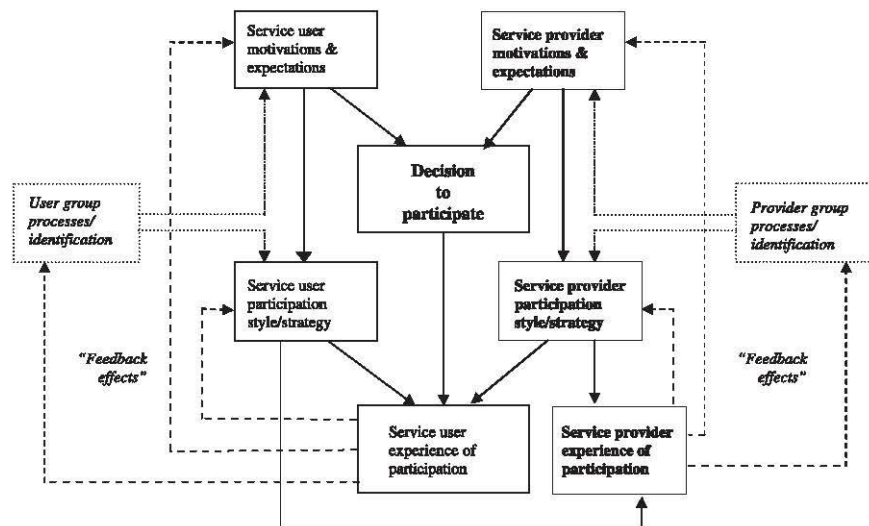 Service user
motivations &
expectations
Service provider
motivations &
expectations
Decision
to
participate
User group
processes/
identification
Provider group
processes/
identification
Service user
participation
style/strategy
Service provider
participation
style/strategy
“Feedback
effects”
“Feedback
effects”
Service user
experience of
participation
Service provider
experience of
participation